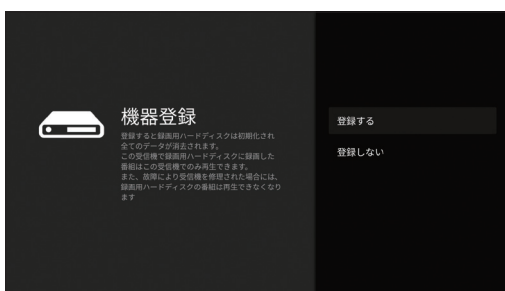 機器登録
登録すると録画用ハードディスクは初期化され
全てのデータが消去されます。
この受信機で録画用ハードディスクに録画した
番組はこの受信機でのみ再生できます。
また、故障により受信機を修理された場合には、
録画用ハードディスクの番組は再生できなくなり
ます
登録する
登録しない